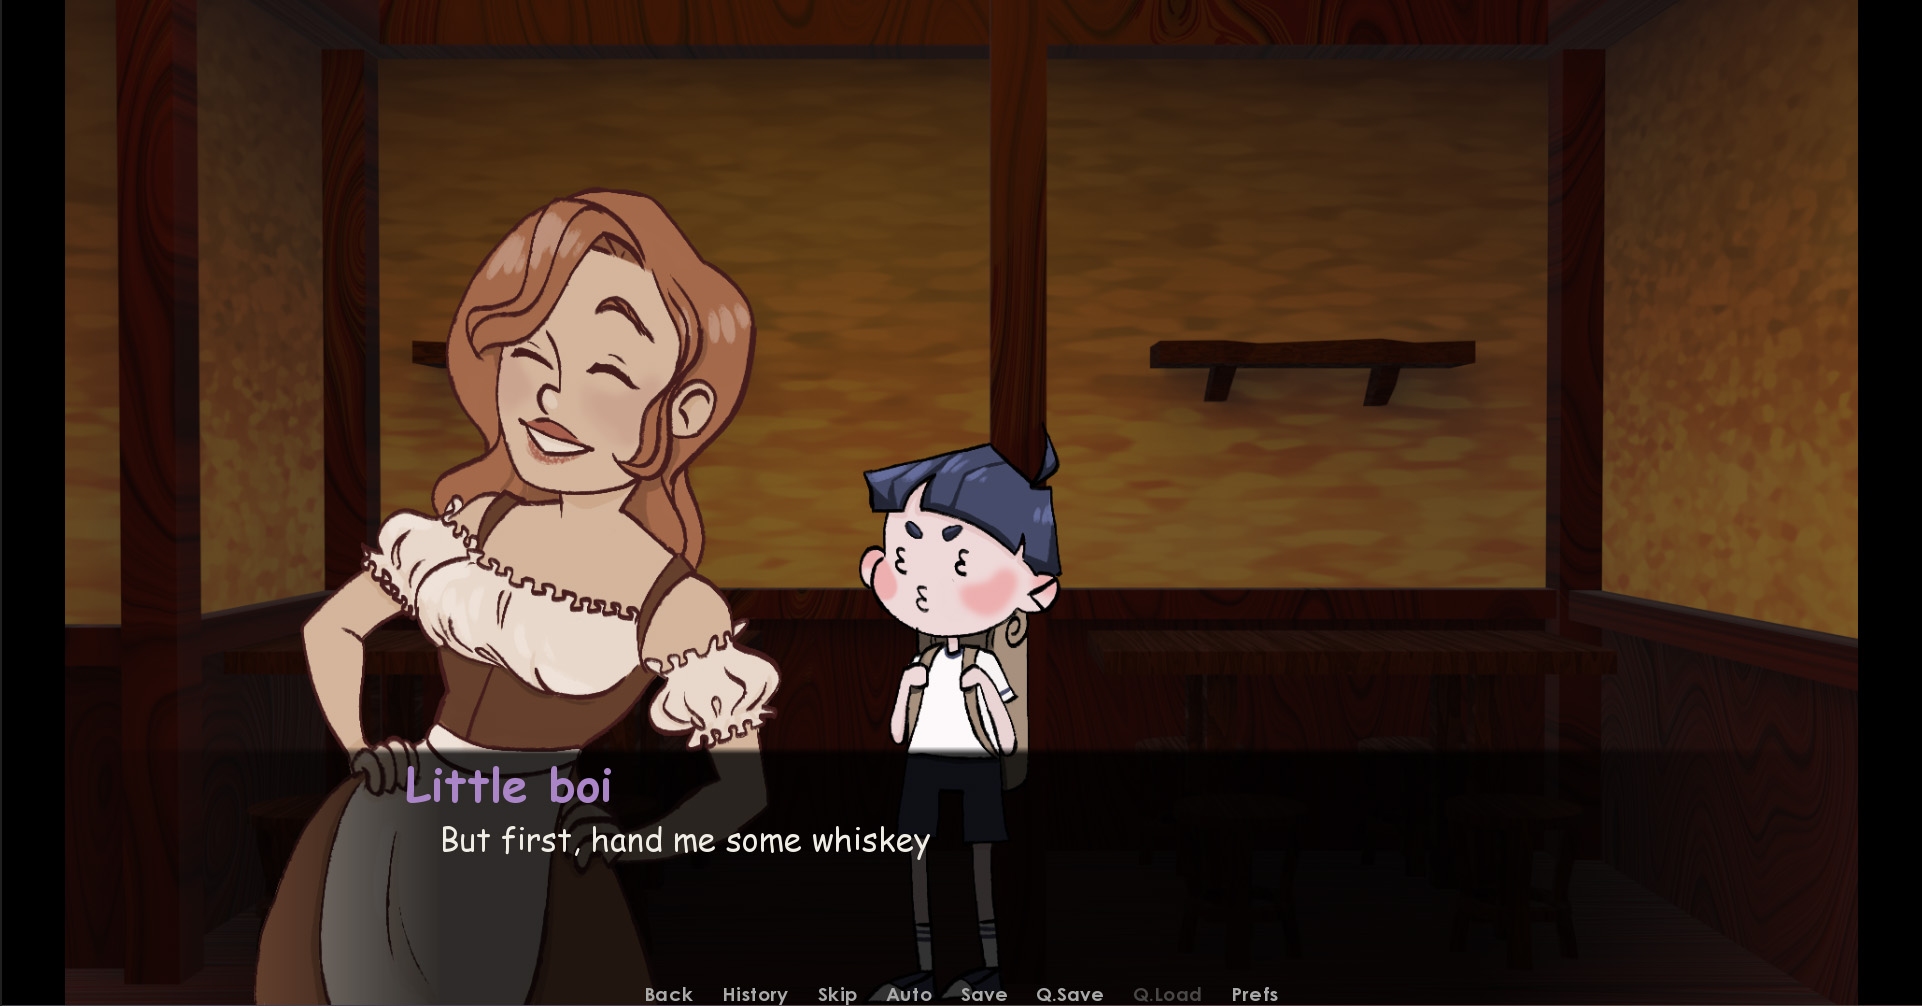 Little boi
But first, hand me some whiskey
Back History Skip Auto Save Q.Save Q.Load Prefs